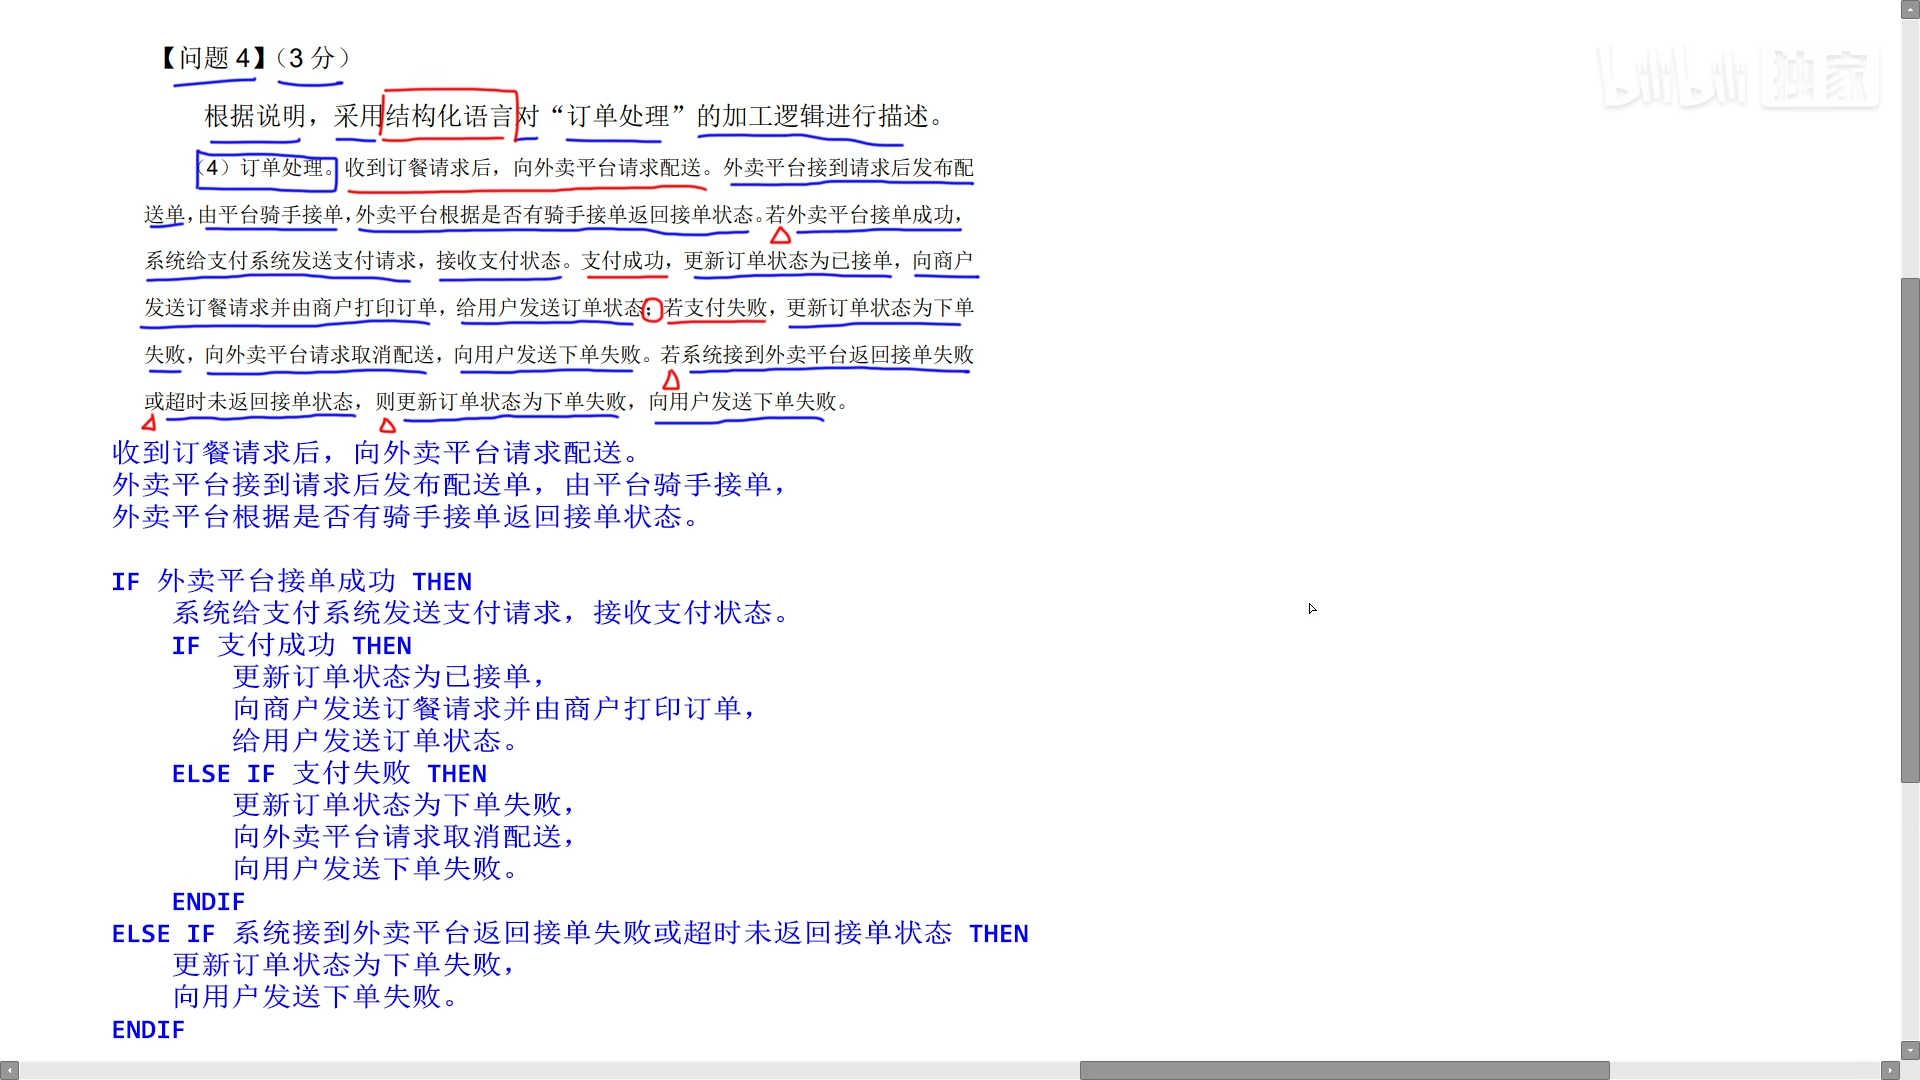 【问题 4】（3 分）
bilibili 独家
根据说明，采用结构化语言对“订单处理”的加工逻辑进行描述。
（4）订单处理。收到订餐请求后，向外卖平台请求配送。外卖平台接到请求后发布配
送单，由平台骑手接单，外卖平台根据是否有骑手接单返回接单状态。若外卖平台接单成功，
系统给支付系统发送支付请求，接收支付状态。支付成功，更新订单状态为已接单，向商户
发送订餐请求并由商户打印订单，给用户发送订单状态；若支付失败，更新订单状态为下单
失败，向外卖平台请求取消配送，向用户发送下单失败。若系统接到外卖平台返回接单失败
或超时未返回接单状态，则更新订单状态为下单失败，向用户发送下单失败。
收到订餐请求后，向外卖平台请求配送。
外卖平台接到请求后发布配送单，由平台骑手接单，
外卖平台根据是否有骑手接单返回接单状态。
IF 外卖平台接单成功 THEN
系统给支付系统发送支付请求，接收支付状态。
IF 支付成功 THEN
更新订单状态为已接单，
向商户发送订餐请求并由商户打印订单，
给用户发送订单状态。
ELSE IF 支付失败 THEN
更新订单状态为下单失败，
向外卖平台请求取消配送，
向用户发送下单失败。
ENDIF
ELSE IF 系统接到外卖平台返回接单失败或超时未返回接单状态 THEN
更新订单状态为下单失败，
向用户发送下单失败。
ENDIF